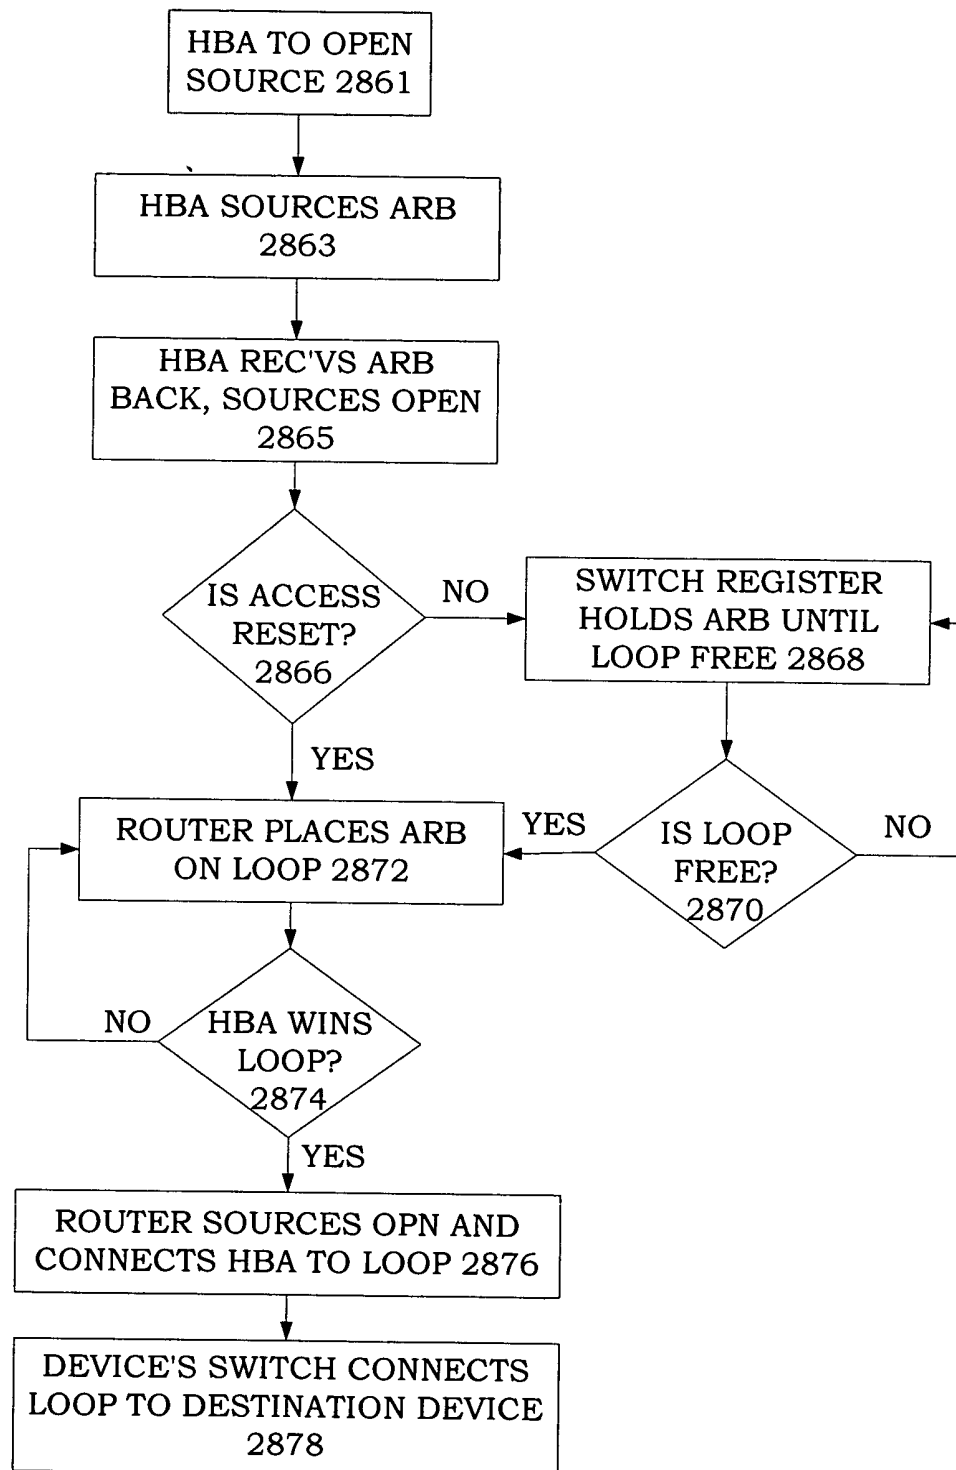 HBA TO OPEN
SOURCE 2861
HBA SOURCES ARB
2863
HBA REC'VS ARB
BACK, SOURCES OPEN
2865
IS ACCESS
RESET?
2866
NO
SWITCH REGISTER
HOLDS ARB UNTIL
LOOP FREE 2868
YES
ROUTER PLACES ARB
ON LOOP 2872
YES
IS LOOP
FREE?
2870
NO
NO
HBA WINS
LOOP?
2874
YES
ROUTER SOURCES OPN AND
CONNECTS HBA TO LOOP 2876
DEVICE'S SWITCH CONNECTS
LOOP TO DESTINATION DEVICE
2878